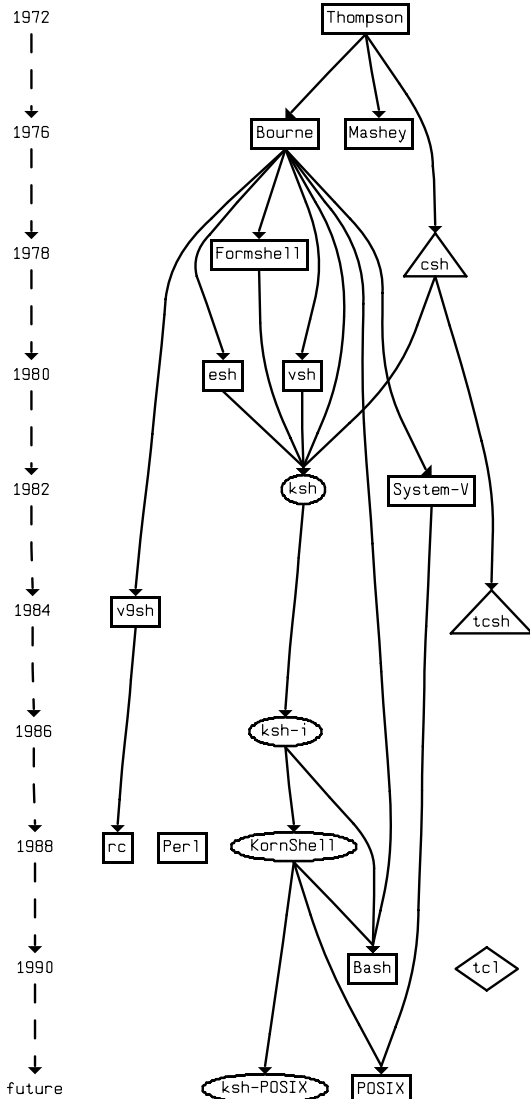 1972 Thompson
1976 Bourne Mashey
1978 Formshell csh
1980 esh vsh
1982 ksh System-V
1984 v9sh tcsh
1986 ksh-i
1988 rc Perl KornShell
1990 Bash tcl
future ksh-POSIX POSIX